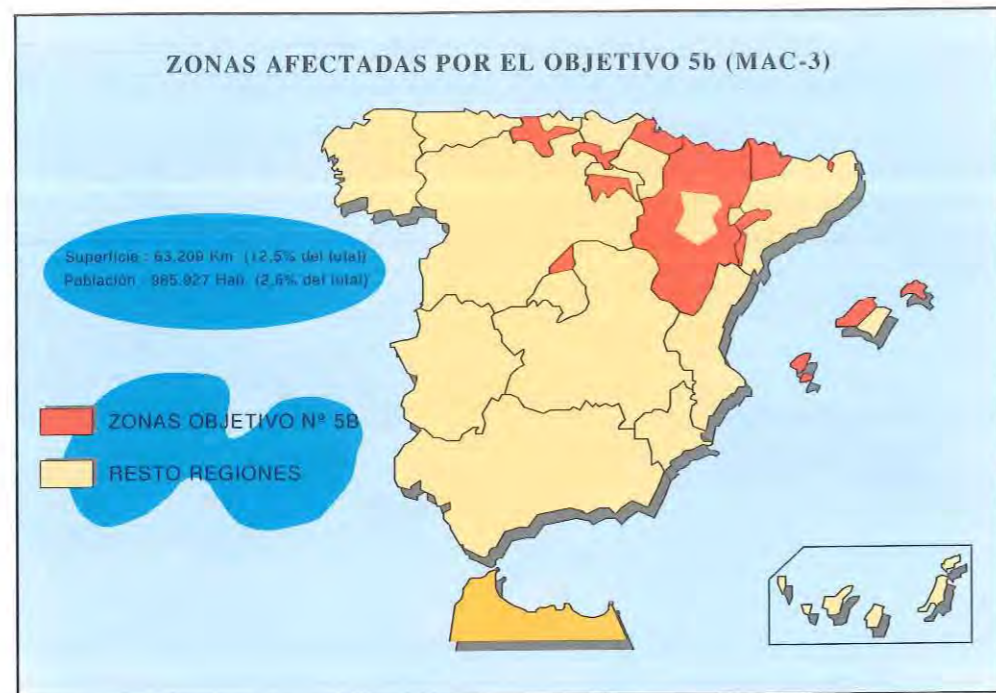 ZONAS AFECTADAS POR EL OBJETIVO 5b (MAC-3)
Superficie : 63.209 Km (12,5% del total)
Población : 985.927 Hab. (2,6% del total)
ZONAS OBJETIVO Nº 5B
RESTO REGIONES